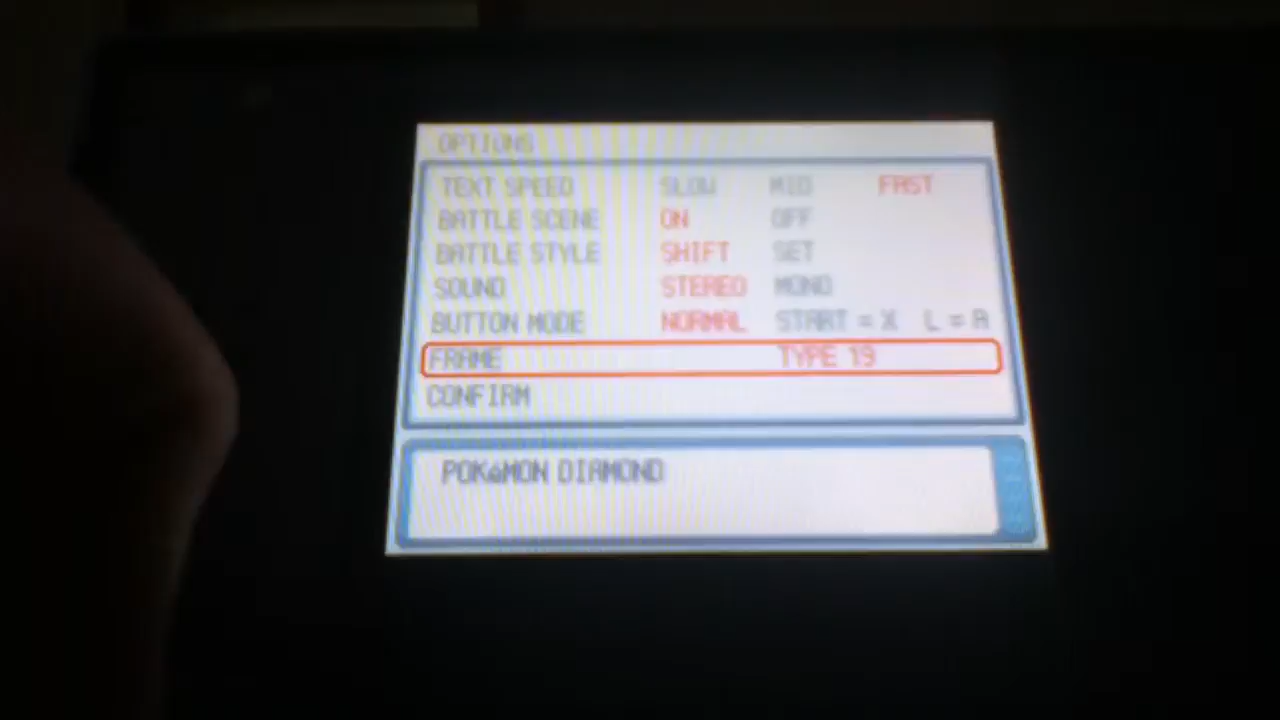 OPTIONS
TEXT SPEED SLOW MID FAST
BATTLE SCENE ON OFF
BATTLE STYLE SHIFT SET
SOUND STEREO MONO
BUTTON MODE NORMAL START = X L = A
FRAME TYPE 19
CONFIRM
POKéMON DIAMOND